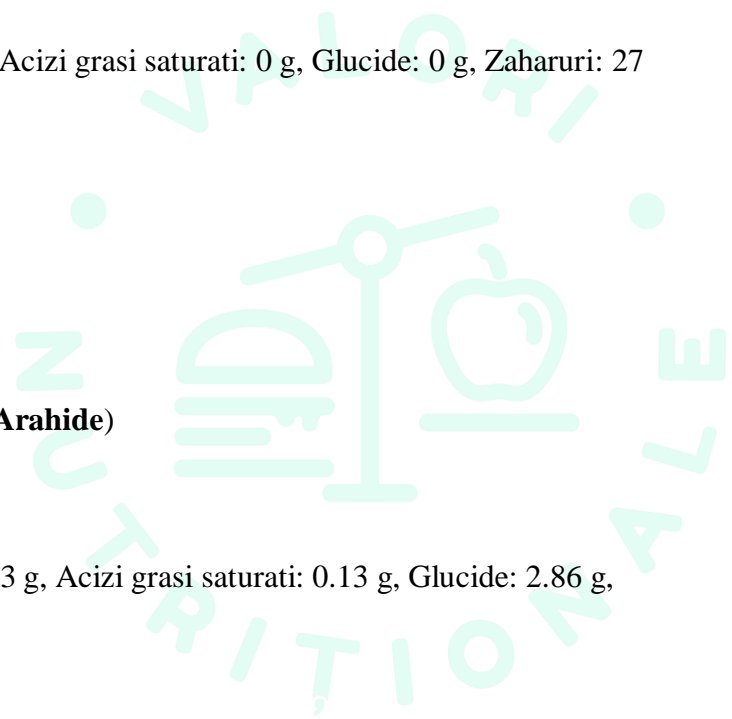 Acizi grasi saturati: 0 g, Glucide: 0 g, Zaharuri: 27
Arahide)
3 g, Acizi grasi saturati: 0.13 g, Glucide: 2.86 g,
VALORI
NUTRIȚIONALE